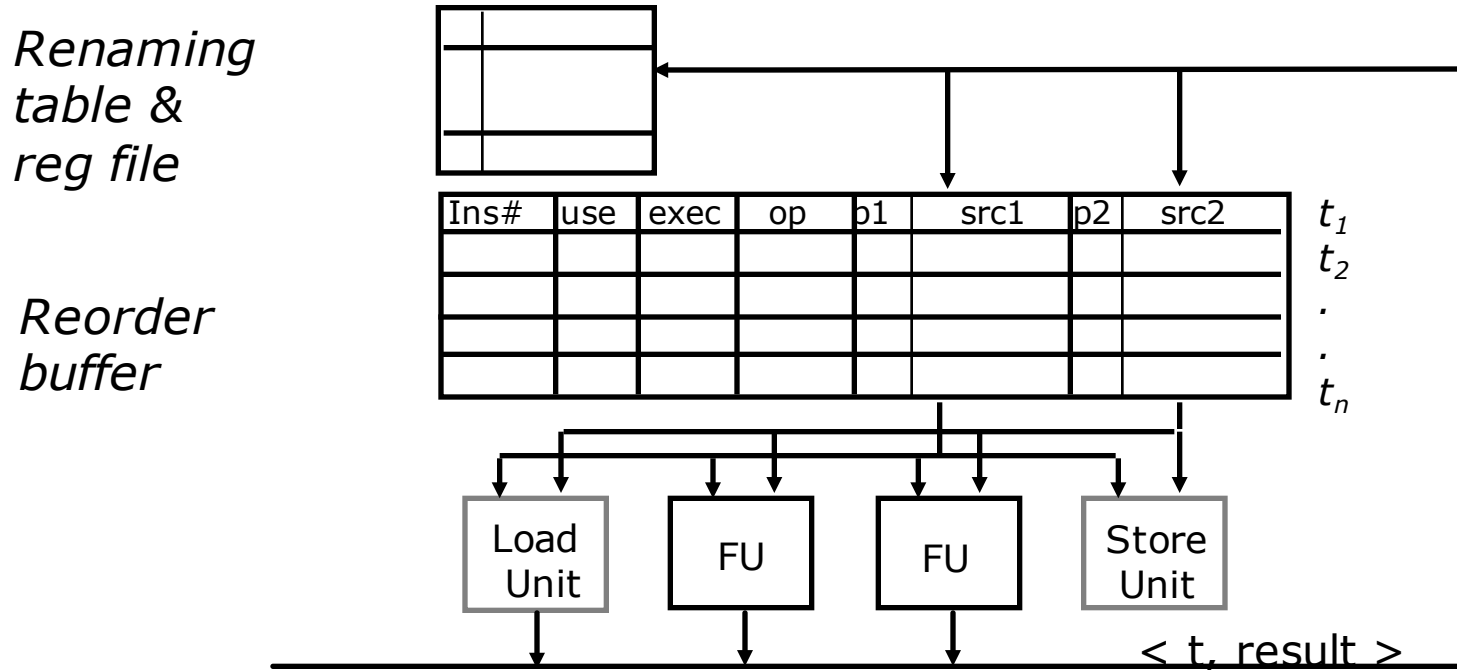 Renaming
table &
reg file
Ins# use exec op p1 src1 p2 src2
t1
t2
.
.
tn
Reorder
buffer
Load
Unit
FU
FU
Store
Unit
< t, result >